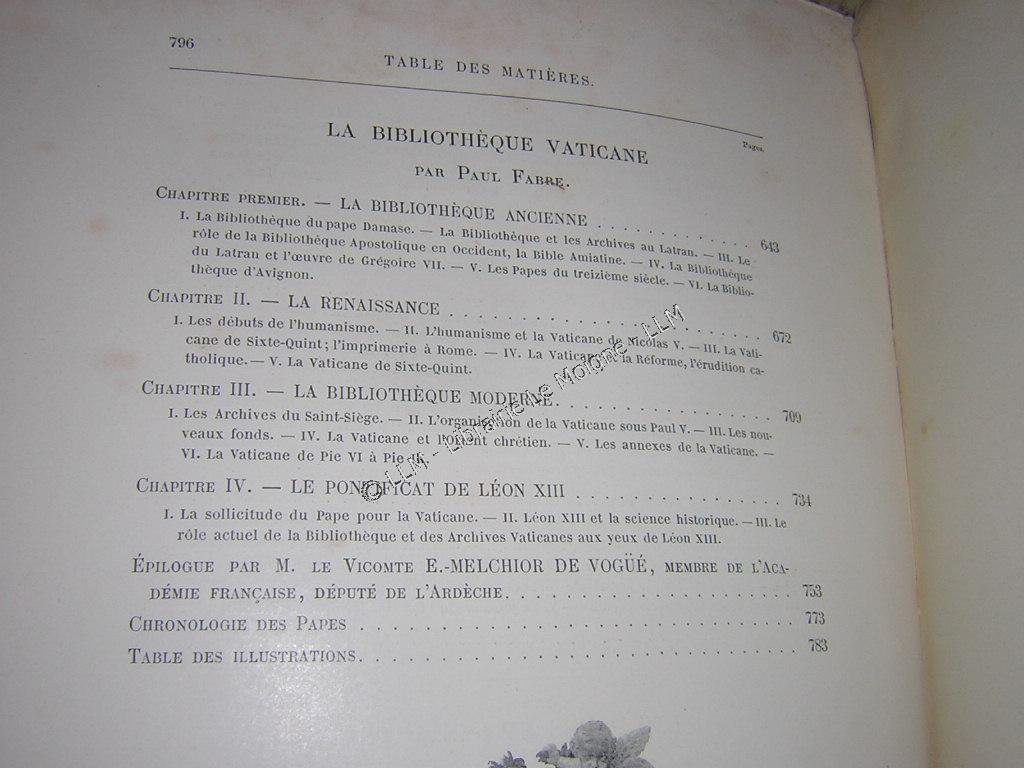 796
TABLE DES MATIÈRES.
Pages.
LA BIBLIOTHÈQUE VATICANE
PAR PAUL FABRE.
CHAPITRE PREMIER. — LA BIBLIOTHÈQUE ANCIENNE . . . . . . . . . . . . 643
I. La Bibliothèque du pape Damase. — La Bibliothèque et les Archives au Latran. — III. Le
rôle de la Bibliothèque Apostolique en Occident, la Bible Amiatine. — IV. La Bibliothèque
du Latran et l'œuvre de Grégoire VII. — V. Les Papes du treizième siècle. — VI. La Biblio-
thèque d'Avignon.
CHAPITRE II. — LA RENAISSANCE . . . . . . . . . . . . . . . . . . . 672
I. Les débuts de l'humanisme. — II. L'humanisme et la Vaticane de Nicolas V. — III. La Vati-
cane de Sixte-Quint; l'imprimerie à Rome. — IV. La Vaticane et la Réforme, l'érudition ca-
tholique. — V. La Vaticane de Sixte-Quint.
CHAPITRE III. — LA BIBLIOTHÈQUE MODERNE. . . . . . . . . . . . . . 709
I. Les Archives du Saint-Siège. — II. L'organisation de la Vaticane sous Paul V. — III. Les nou-
veaux fonds. — IV. La Vaticane et l'Orient chrétien. — V. Les annexes de la Vaticane. —
VI. La Vaticane de Pie VI à Pie IX.
CHAPITRE IV. — LE PONTIFICAT DE LÉON XIII . . . . . . . . . . . . . 734
I. La sollicitude du Pape pour la Vaticane. — II. Léon XIII et la science historique. — III. Le
rôle actuel de la Bibliothèque et des Archives Vaticanes aux yeux de Léon XIII.
ÉPILOGUE PAR M. LE VICOMTE E.-MELCHIOR DE VOGÜÉ, MEMBRE DE L'ACA-
DÉMIE FRANÇAISE, DÉPUTÉ DE L'ARDÈCHE. . . . . . . . . . . . . . . . . 753
CHRONOLOGIE DES PAPES . . . . . . . . . . . . . . . . . . . . . . . 773
TABLE DES ILLUSTRATIONS. . . . . . . . . . . . . . . . . . . . . . . 783
© LLM - Librairie Le Moigne - LLM